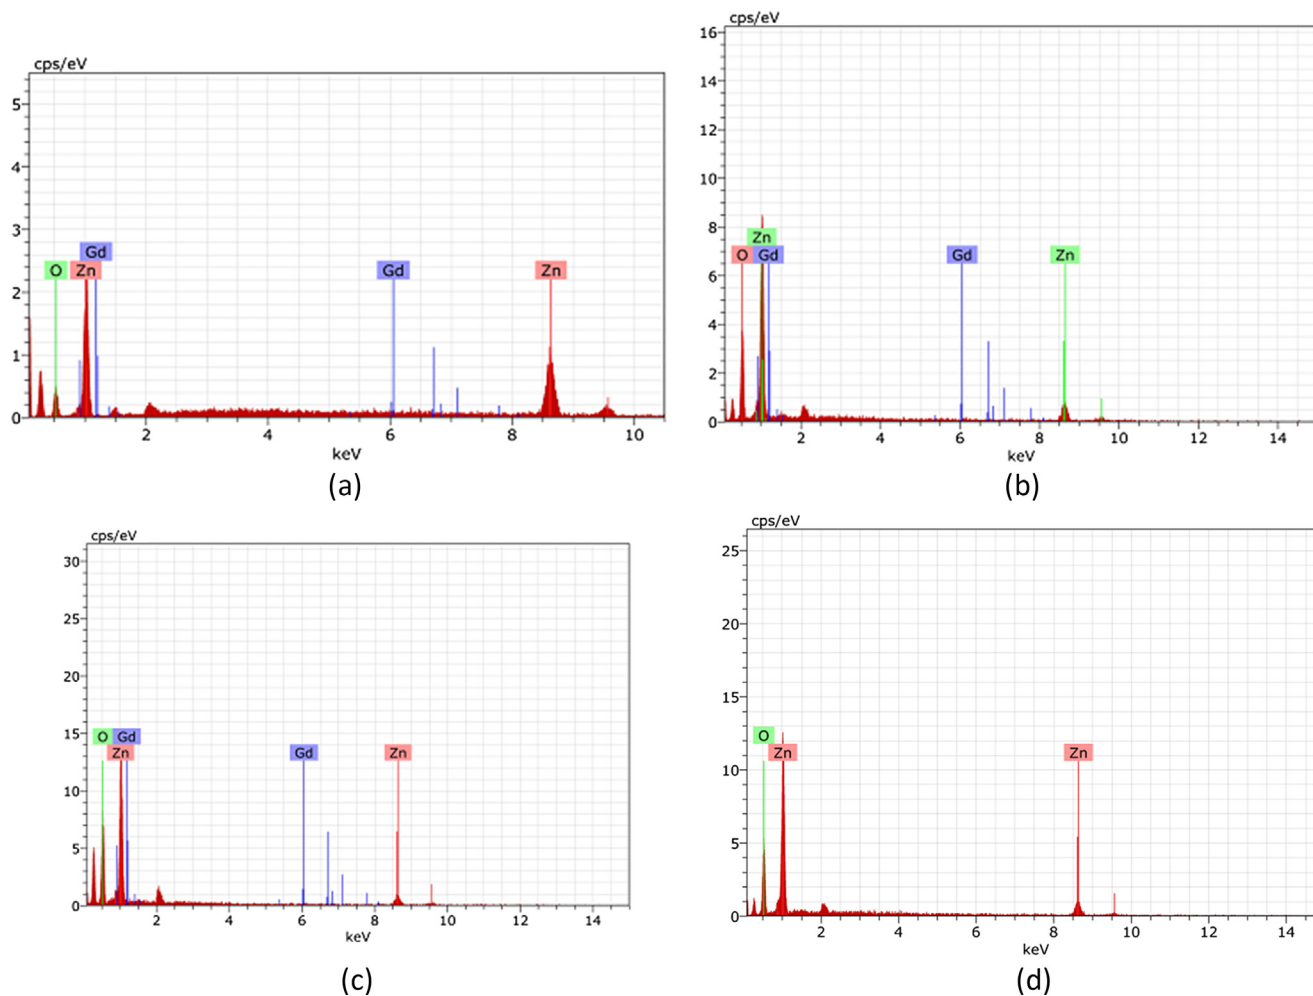 cps/eV
5
4
3
2
1
0
Gd
O Zn Gd Zn
2 4 6 8 10
keV
(a)
cps/eV
16
14
12
10
8
6
4
2
0
Zn
O Gd Gd Zn
2 4 6 8 10 12 14
keV
(b)
cps/eV
30
25
20
15
10
5
0
O Gd
Zn Gd Zn
2 4 6 8 10 12 14
keV
(c)
cps/eV
25
20
15
10
5
0
O
Zn Zn
2 4 6 8 10 12 14
keV
(d)